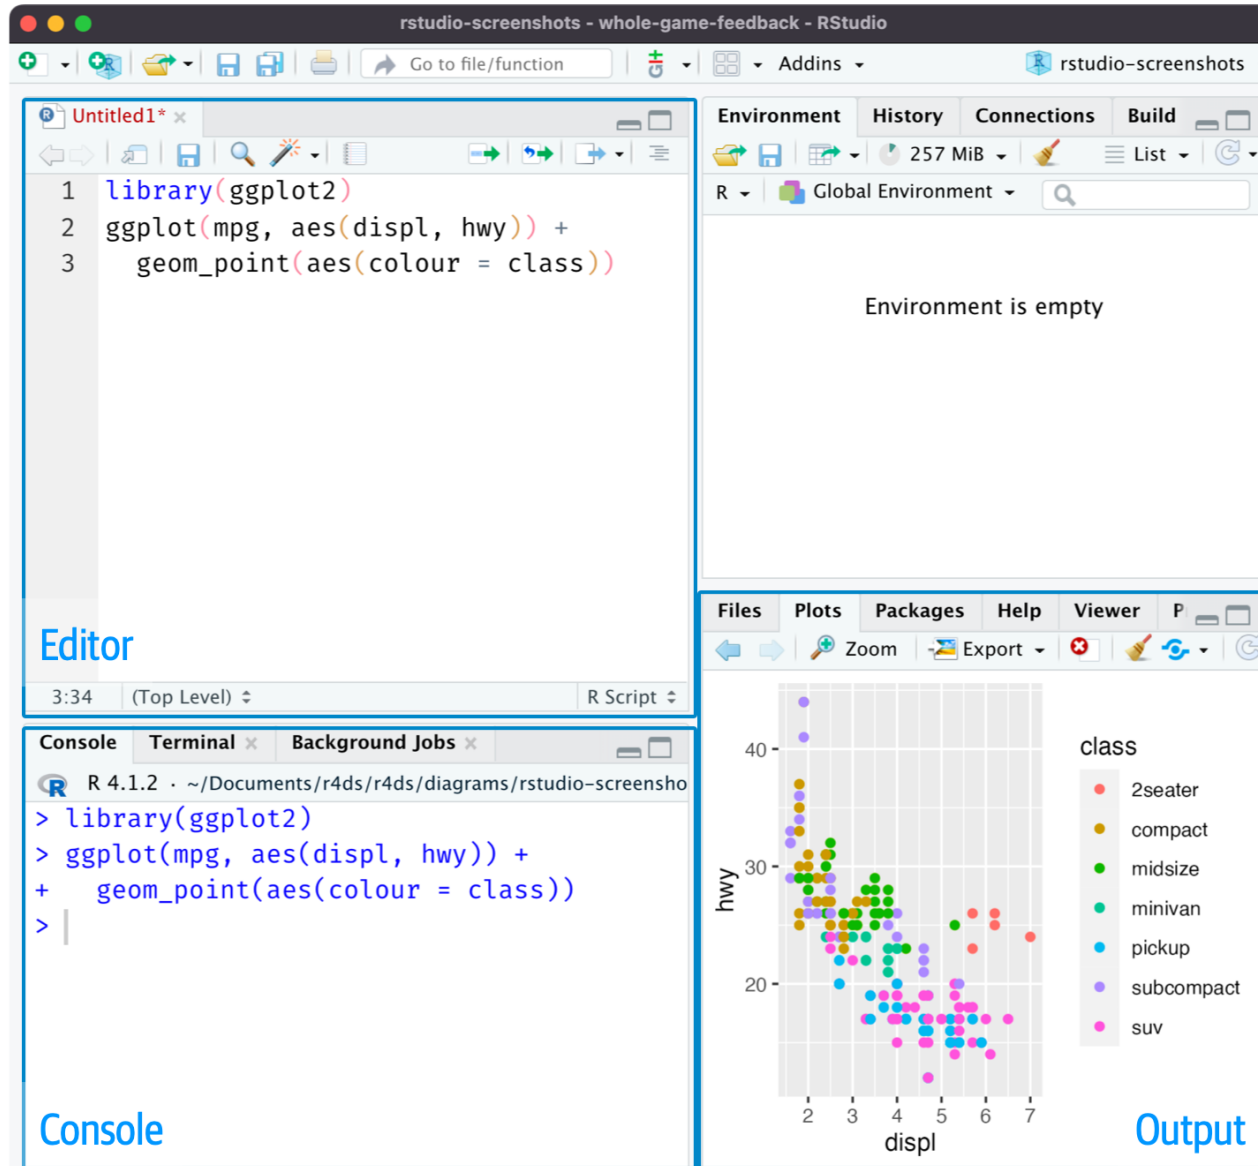 rstudio-screenshots - whole-game-feedback - RStudio
Go to file/function
Addins
rstudio-screenshots
Untitled1*
1 library(ggplot2)
2 ggplot(mpg, aes(displ, hwy)) +
3 geom_point(aes(colour = class))
Editor
3:34 (Top Level) R Script
Console Terminal Background Jobs
R 4.1.2 · ~/Documents/r4ds/r4ds/diagrams/rstudio-screensho
> library(ggplot2)
> ggplot(mpg, aes(displ, hwy)) +
+ geom_point(aes(colour = class))
>
Console
Environment History Connections Build
257 MiB List
R Global Environment
Environment is empty
Files Plots Packages Help Viewer P
Zoom Export
hwy
40
30
20
2 3 4 5 6 7
displ
class
2seater
compact
midsize
minivan
pickup
subcompact
suv
Output